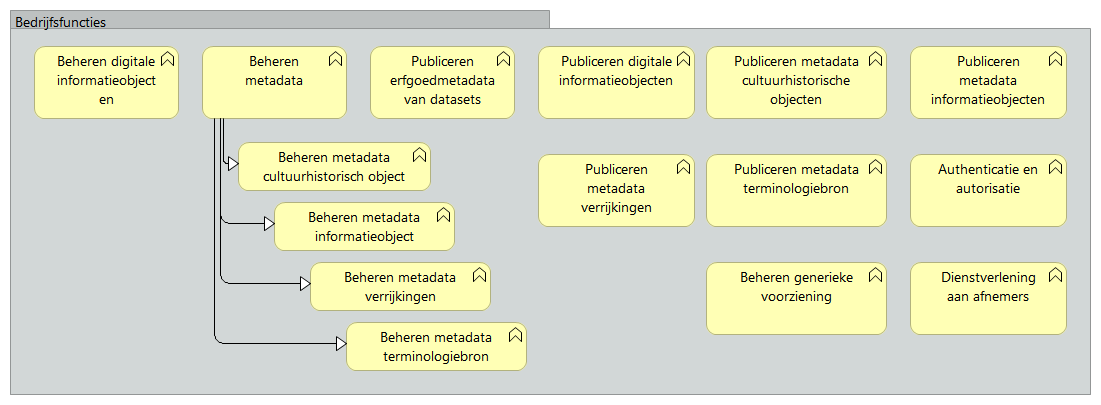 Bedrijfsfuncties
Beheren digitale
informatieobject
en
Beheren
metadata
Publiceren
erfgoedmetadata
van datasets
Publiceren digitale
informatieobjecten
Publiceren metadata
cultuurhistorische
objecten
Publiceren
metadata
informatieobjecten
Beheren metadata
cultuurhistorisch object
Publiceren
metadata
verrijkingen
Publiceren metadata
terminologiebron
Authenticatie en
autorisatie
Beheren metadata
informatieobject
Beheren metadata
verrijkingen
Beheren generieke
voorziening
Dienstverlening
aan afnemers
Beheren metadata
terminologiebron